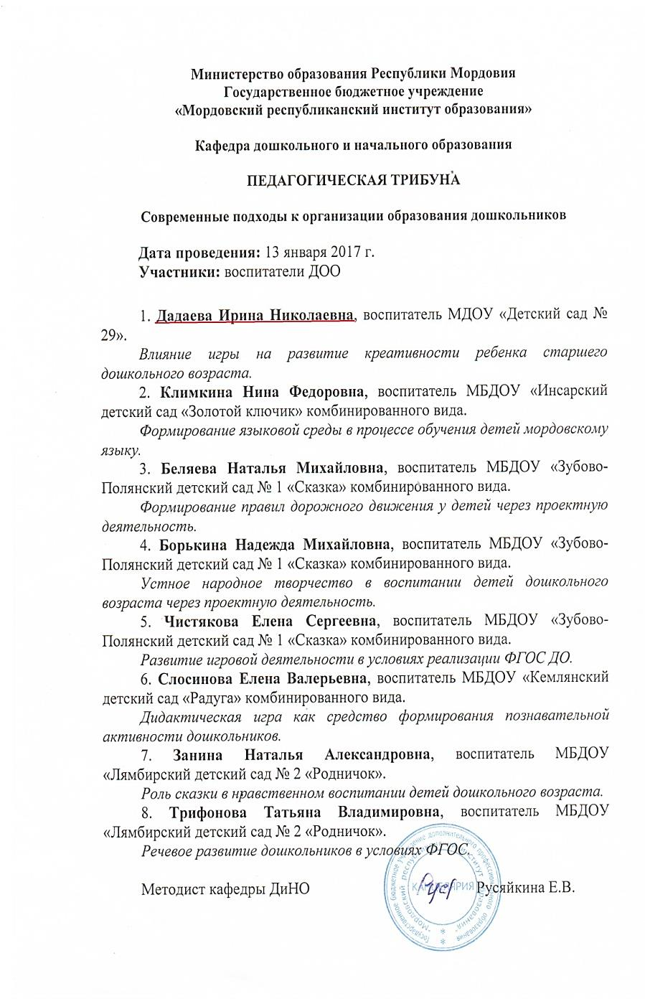 Министерство образования Республики Мордовия
Государственное бюджетное учреждение
«Мордовский республиканский институт образования»
Кафедра дошкольного и начального образования
ПЕДАГОГИЧЕСКАЯ ТРИБУНА
Современные подходы к организации образования дошкольников
Дата проведения: 13 января 2017 г.
Участники: воспитатели ДОО
1. Дадаева Ирина Николаевна, воспитатель МДОУ «Детский сад №
29».
Влияние игры на развитие креативности ребенка старшего
дошкольного возраста.
2. Климкина Нина Федоровна, воспитатель МБДОУ «Инсарский
детский сад «Золотой ключик» комбинированного вида.
Формирование языковой среды в процессе обучения детей мордовскому
языку.
3. Беляева Наталья Михайловна, воспитатель МБДОУ «Зубово-
Полянский детский сад № 1 «Сказка» комбинированного вида.
Формирование правил дорожного движения у детей через проектную
деятельность.
4. Борькина Надежда Михайловна, воспитатель МБДОУ «Зубово-
Полянский детский сад № 1 «Сказка» комбинированного вида.
Устное народное творчество в воспитании детей дошкольного
возраста через проектную деятельность.
5. Чистякова Елена Сергеевна, воспитатель МБДОУ «Зубово-
Полянский детский сад № 1 «Сказка» комбинированного вида.
Развитие игровой деятельности в условиях реализации ФГОС ДО.
6. Слосинова Елена Валерьевна, воспитатель МБДОУ «Кемлянский
детский сад «Радуга» комбинированного вида.
Дидактическая игра как средство формирования познавательной
активности дошкольников.
7. Занина Наталья Александровна, воспитатель МБДОУ
«Лямбирский детский сад № 2 «Родничок».
Роль сказки в нравственном воспитании детей дошкольного возраста.
8. Трифонова Татьяна Владимировна, воспитатель МБДОУ
«Лямбирский детский сад № 2 «Родничок».
Речевое развитие дошкольников в условиях ФГОС.
Методист кафедры ДиНО Русяйкина Е.В.
Государственное бюджетное учреждение дополнительного профессионального образования
"Мордовский республиканский институт образования"
КАНЦЕЛЯРИЯ